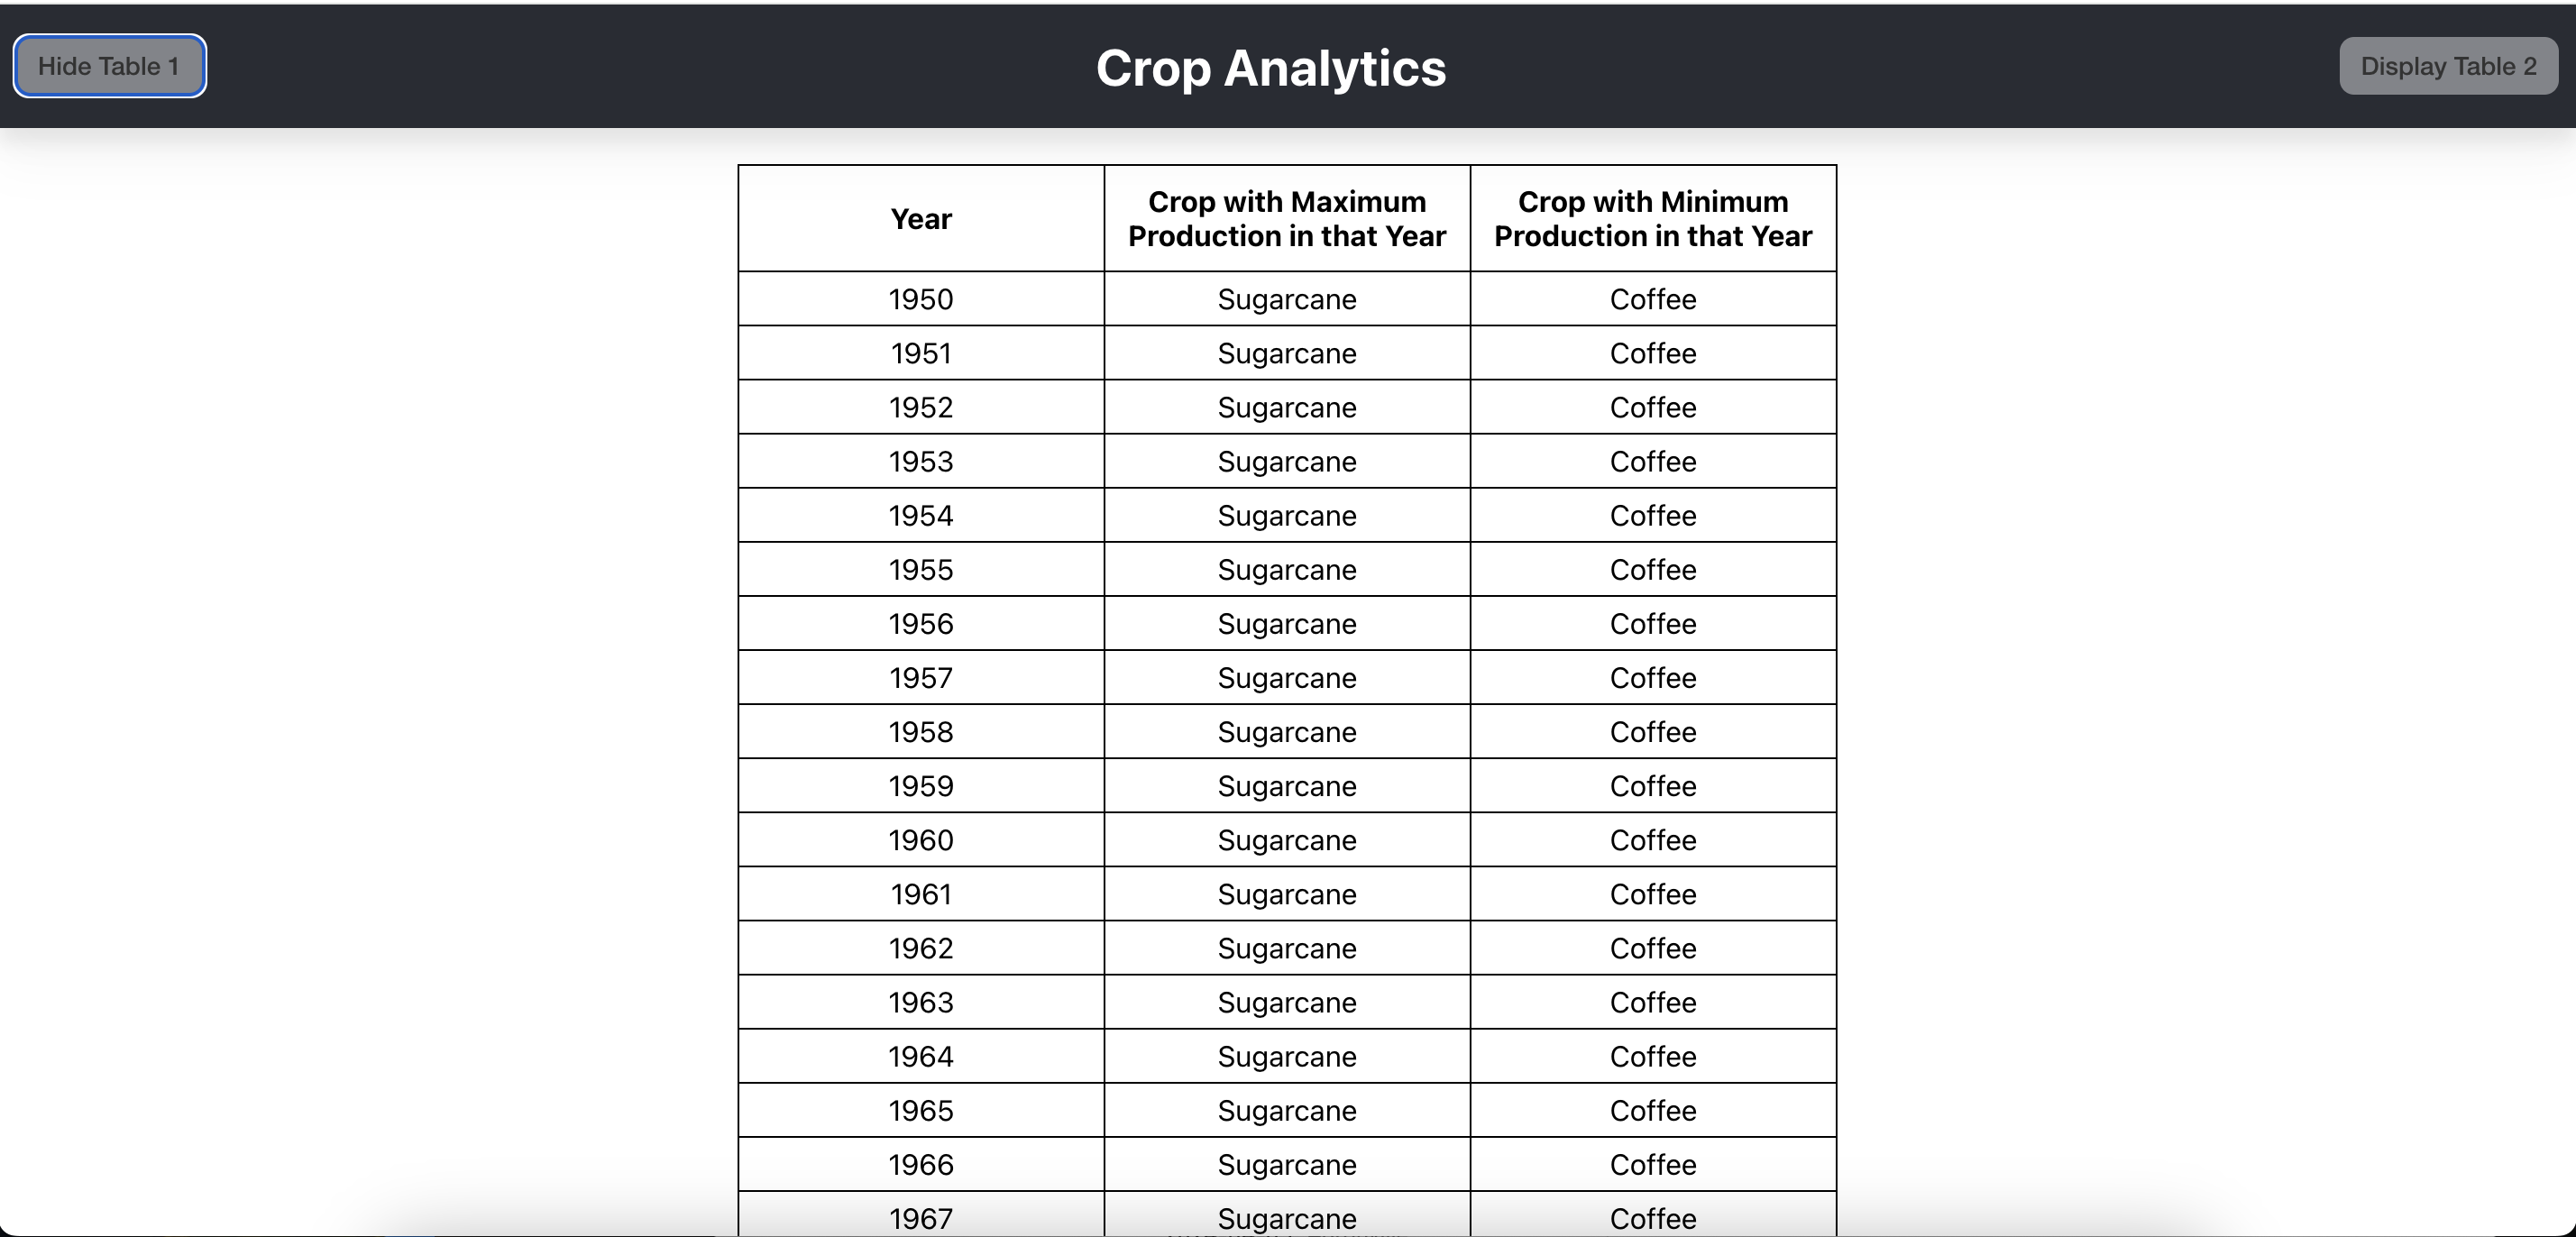 Hide Table 1
Crop Analytics
Display Table 2
Year
Crop with Maximum
Production in that Year
Crop with Minimum
Production in that Year
1950 Sugarcane Coffee
1951 Sugarcane Coffee
1952 Sugarcane Coffee
1953 Sugarcane Coffee
1954 Sugarcane Coffee
1955 Sugarcane Coffee
1956 Sugarcane Coffee
1957 Sugarcane Coffee
1958 Sugarcane Coffee
1959 Sugarcane Coffee
1960 Sugarcane Coffee
1961 Sugarcane Coffee
1962 Sugarcane Coffee
1963 Sugarcane Coffee
1964 Sugarcane Coffee
1965 Sugarcane Coffee
1966 Sugarcane Coffee
1967 Sugarcane Coffee